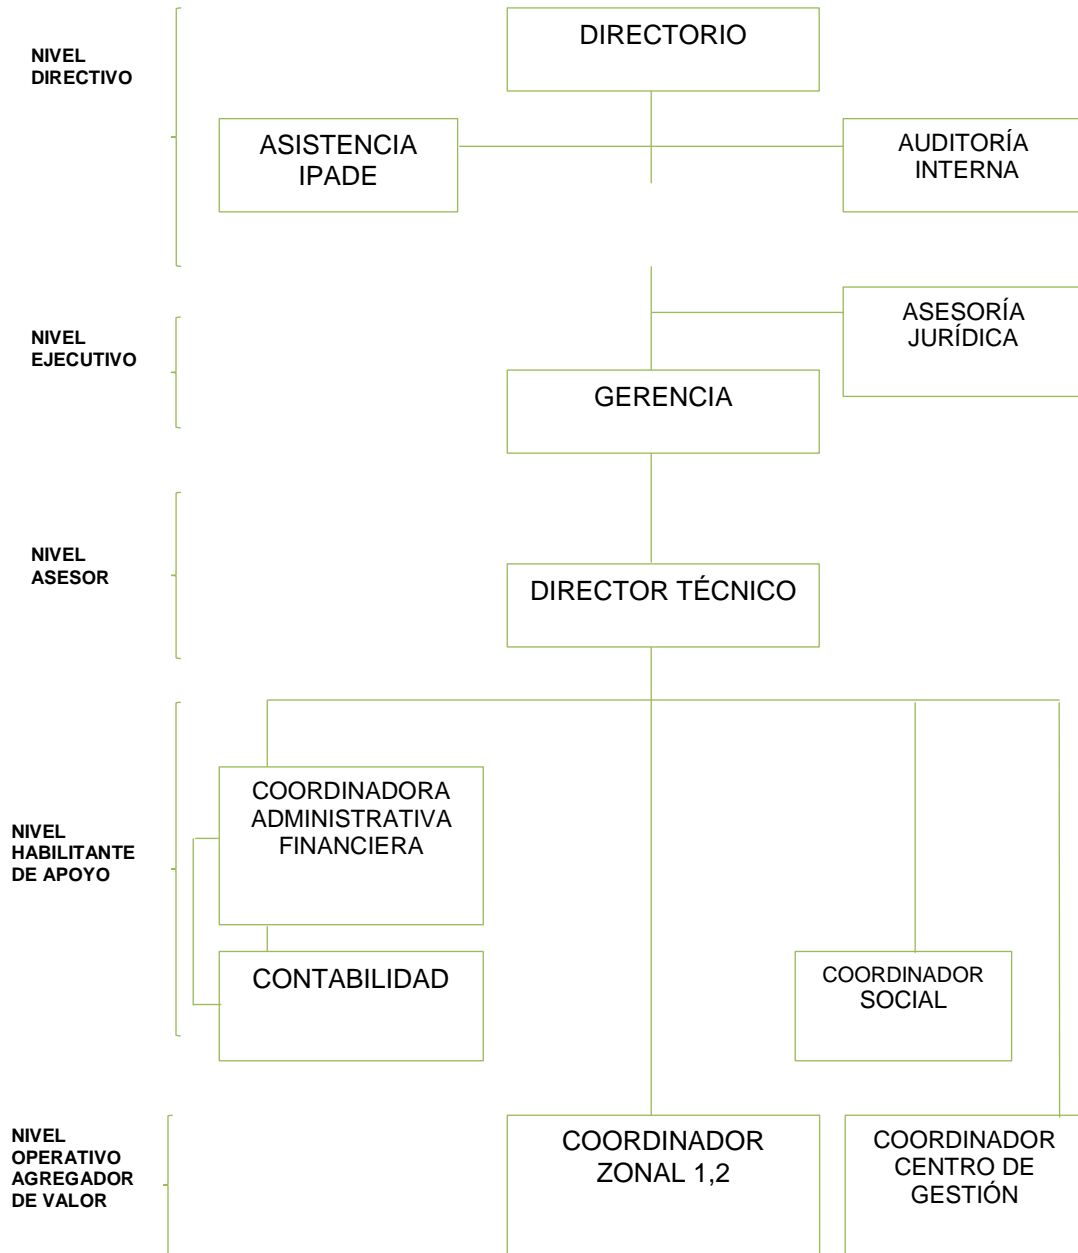 NIVEL
DIRECTIVO
DIRECTORIO
ASISTENCIA
IPADE
AUDITORÍA
INTERNA
NIVEL
EJECUTIVO
ASESORÍA
JURÍDICA
GERENCIA
NIVEL
ASESOR
DIRECTOR TÉCNICO
NIVEL
HABILITANTE
DE APOYO
COORDINADORA
ADMINISTRATIVA
FINANCIERA
CONTABILIDAD
COORDINADOR
SOCIAL
NIVEL
OPERATIVO
AGREGADOR
DE VALOR
COORDINADOR
ZONAL 1,2
COORDINADOR
CENTRO DE
GESTIÓN